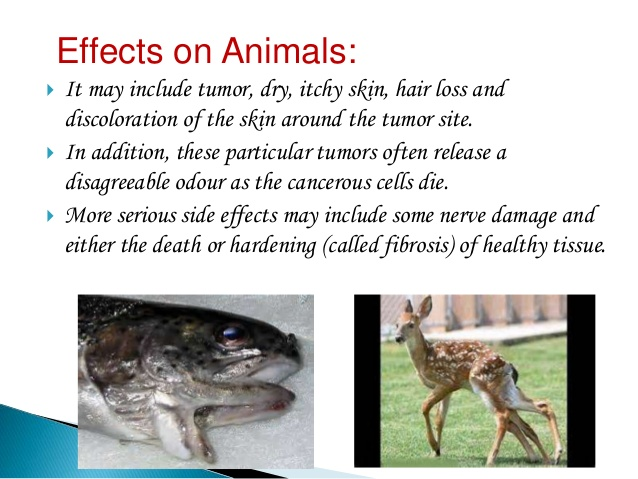 Effects on Animals:
It may include tumor, dry, itchy skin, hair loss and
discoloration of the skin around the tumor site.
In addition, these particular tumors often release a
disagreeable odour as the cancerous cells die.
More serious side effects may include some nerve damage and
either the death or hardening (called fibrosis) of healthy tissue.